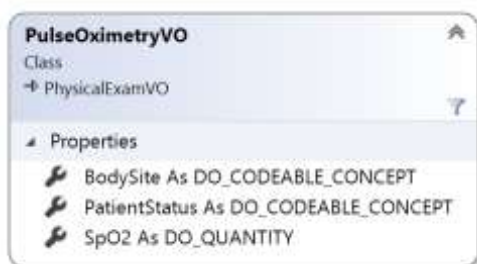 PulseOximetryVO
Class
PhysicalExamVO
Properties
BodySite As DO_CODEABLE_CONCEPT
PatientStatus As DO_CODEABLE_CONCEPT
SpO2 As DO_QUANTITY